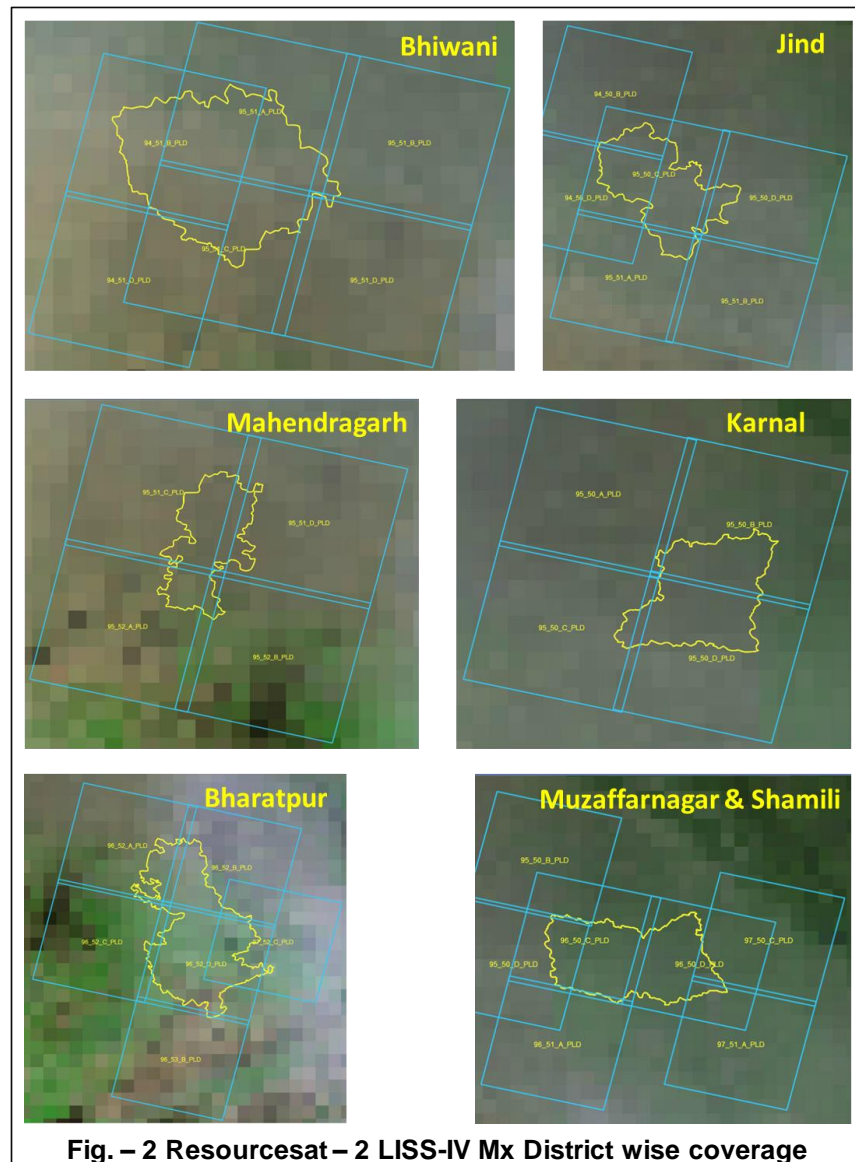 Bhiwani
95_51_A_PLD
94_51_B_PLD
95_51_B_PLD
95_51_C_PLD
94_51_D_PLD
95_51_D_PLD
Jind
94_50_B_PLD
95_50_C_PLD
94_50_D_PLD
95_50_D_PLD
95_51_A_PLD
95_51_B_PLD
Mahendragarh
95_51_C_PLD
95_51_D_PLD
95_52_A_PLD
95_52_B_PLD
Karnal
95_50_A_PLD
95_50_B_PLD
95_50_C_PLD
95_50_D_PLD
Bharatpur
96_52_A_PLD
96_52_B_PLD
96_52_C_PLD
97_52_C_PLD
96_52_D_PLD
96_53_B_PLD
Muzaffarnagar & Shamili
95_50_B_PLD
96_50_C_PLD
97_50_C_PLD
95_50_D_PLD
96_50_D_PLD
96_51_A_PLD
97_51_A_PLD
Fig. – 2 Resourcesat – 2 LISS-IV Mx District wise coverage